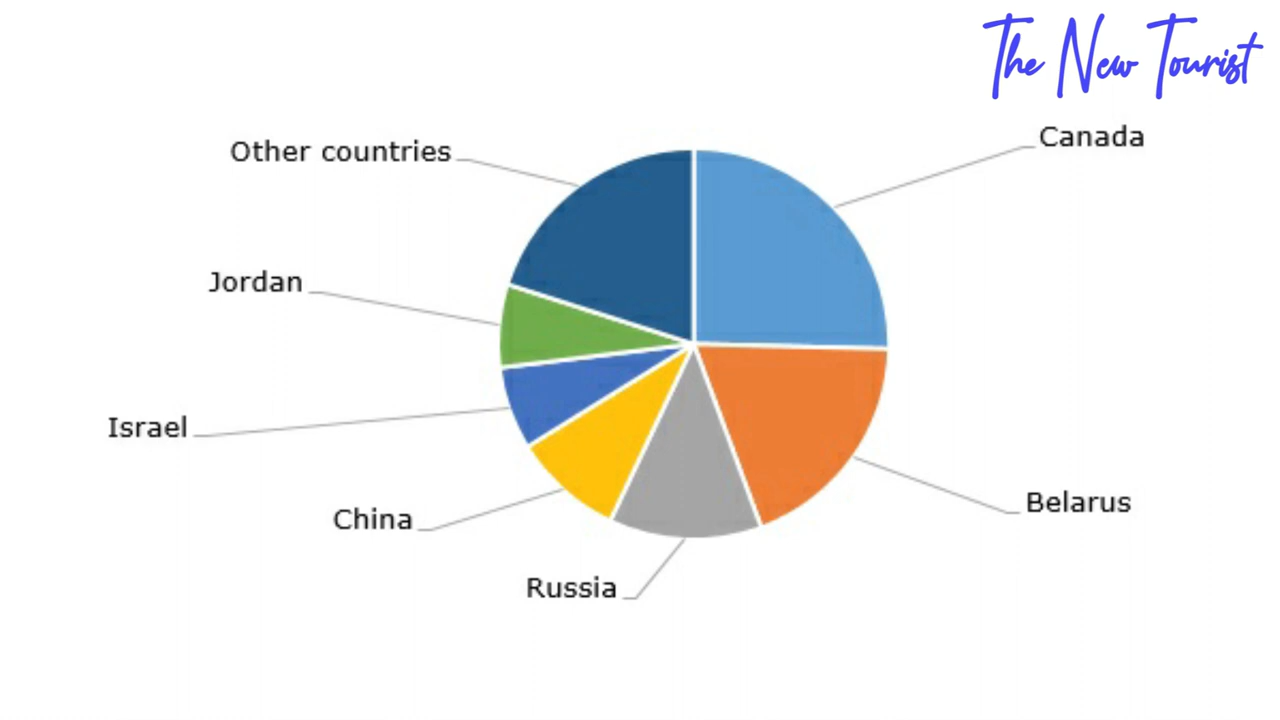 The New Tourist
Canada
Other countries
Jordan
Israel
China
Russia
Belarus